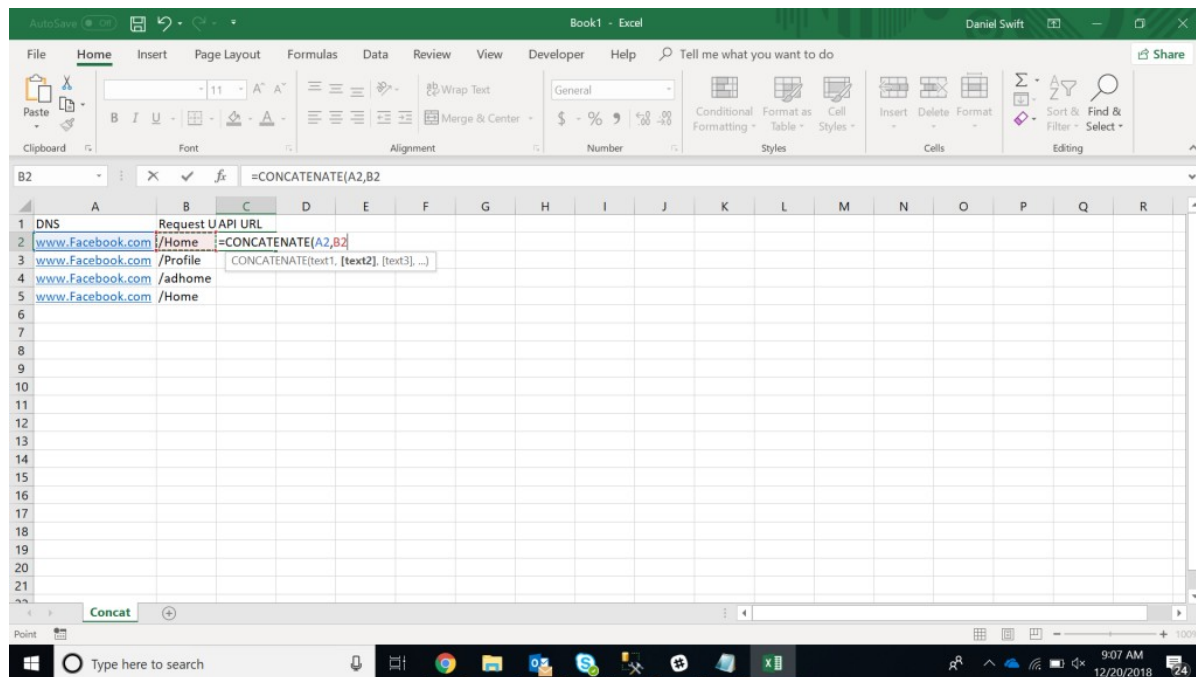 AutoSave Off Book1 - Excel Daniel Swift
File Home Insert Page Layout Formulas Data Review View Developer Help Tell me what you want to do Share
Paste
11 A A
B I U A
Wrap Text
Merge & Center
General
$ - % 9 .00 .00
Conditional Formatting
Format as Table
Cell Styles
Insert Delete Format
Sort & Filter
Find & Select
Clipboard Font Alignment Number Styles Cells Editing
B2 fx =CONCATENATE(A2,B2
A B C D E F G H I J K L M N O P Q R
1 DNS Request U API URL
2 www.Facebook.com /Home =CONCATENATE(A2,B2
3 www.Facebook.com /Profile CONCATENATE(text1, [text2], [text3], ...)
4 www.Facebook.com /adhome
5 www.Facebook.com /Home
6
7
8
9
10
11
12
13
14
15
16
17
18
19
20
21
Concat
Point 100%
Type here to search 9:07 AM
12/20/2018 24